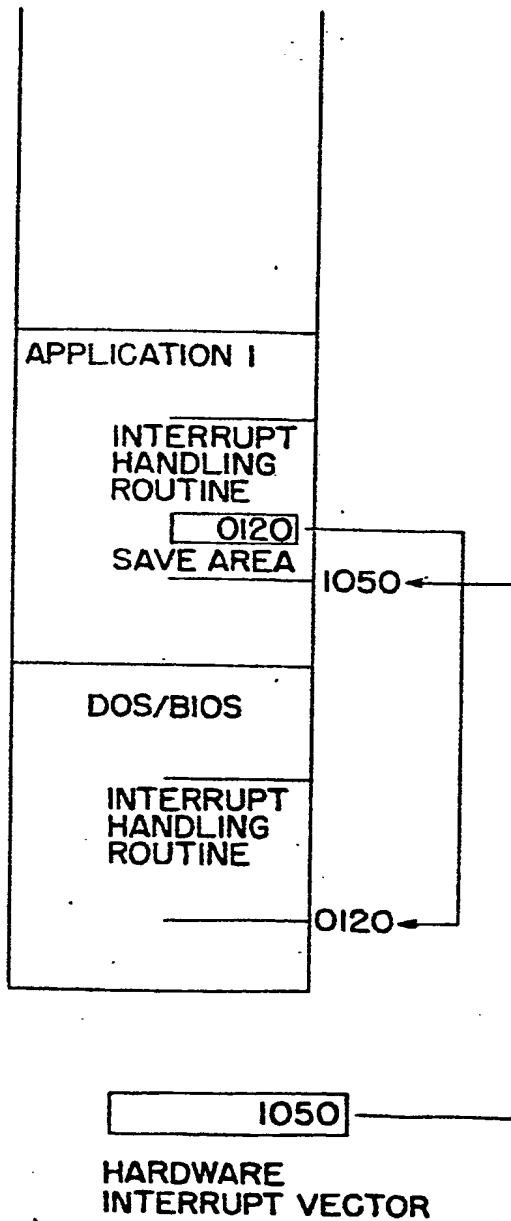 APPLICATION I
INTERRUPT
HANDLING
ROUTINE
0120
SAVE AREA
1050
DOS/BIOS
INTERRUPT
HANDLING
ROUTINE
0120
1050
HARDWARE
INTERRUPT VECTOR